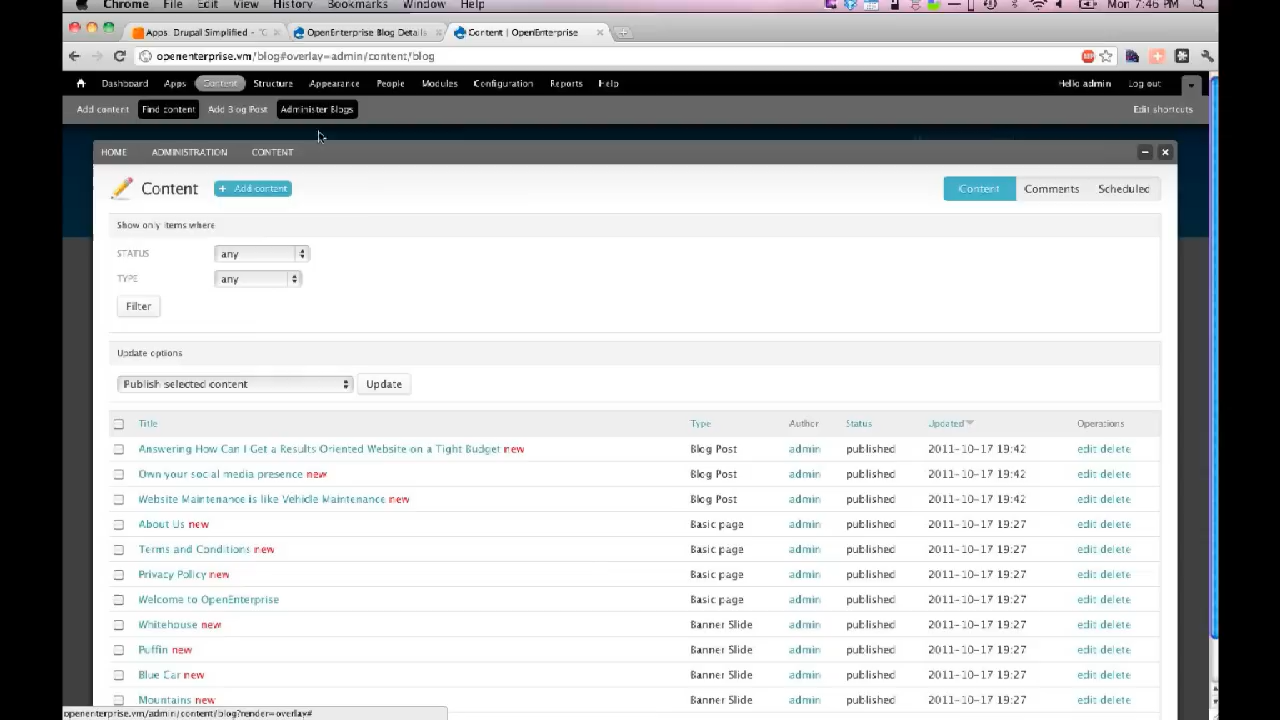 Chrome File Edit View History Bookmarks Window Help Mon 7:46 PM
Apps Drupal Simplified - OpenEnterprise Blog Details Content | OpenEnterprise
openenterprise.vm/blog#overlay=admin/content/blog
Dashboard Apps Content Structure Appearance People Modules Configuration Reports Help Hello admin Log out
Add content Find content Add Blog Post Administer Blogs Edit shortcuts
HOME ADMINISTRATION CONTENT
Content + Add content Content Comments Scheduled
Show only items where
STATUS any
TYPE any
Filter
Update options
Publish selected content Update
Title Type Author Status Updated Operations
Answering How Can I Get a Results Oriented Website on a Tight Budget new Blog Post admin published 2011-10-17 19:42 edit delete
Own your social media presence new Blog Post admin published 2011-10-17 19:42 edit delete
Website Maintenance is like Vehicle Maintenance new Blog Post admin published 2011-10-17 19:42 edit delete
About Us new Basic page admin published 2011-10-17 19:27 edit delete
Terms and Conditions new Basic page admin published 2011-10-17 19:27 edit delete
Privacy Policy new Basic page admin published 2011-10-17 19:27 edit delete
Welcome to OpenEnterprise Basic page admin published 2011-10-17 19:27 edit delete
Whitehouse new Banner Slide admin published 2011-10-17 19:27 edit delete
Puffin new Banner Slide admin published 2011-10-17 19:27 edit delete
Blue Car new Banner Slide admin published 2011-10-17 19:27 edit delete
Mountains new Banner Slide admin published 2011-10-17 19:27 edit delete
openenterprise.vm/admin/content/blog?render=overlay#